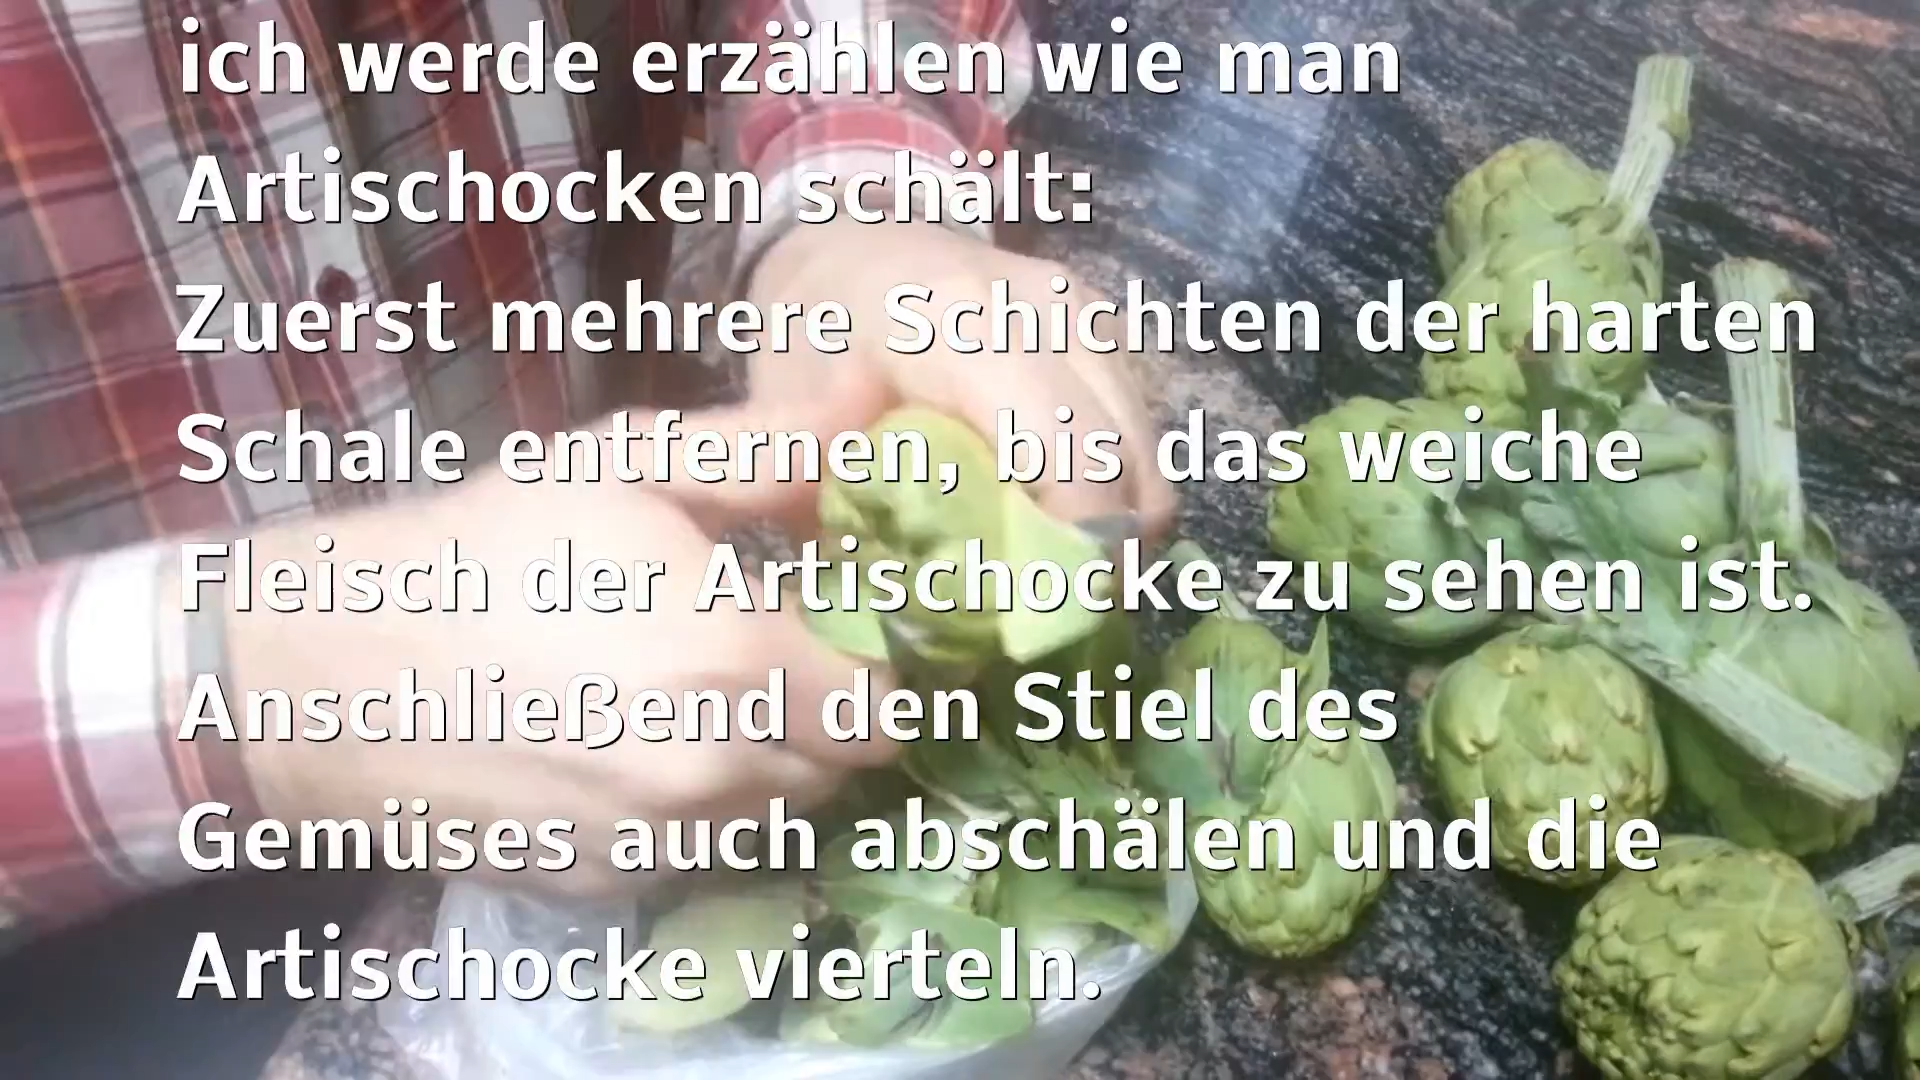 ich werde erzählen wie man
Artischocken schält:
Zuerst mehrere Schichten der harten
Schale entfernen, bis das weiche
Fleisch der Artischocke zu sehen ist.
Anschließend den Stiel des
Gemüses auch abschälen und die
Artischocke vierteln.